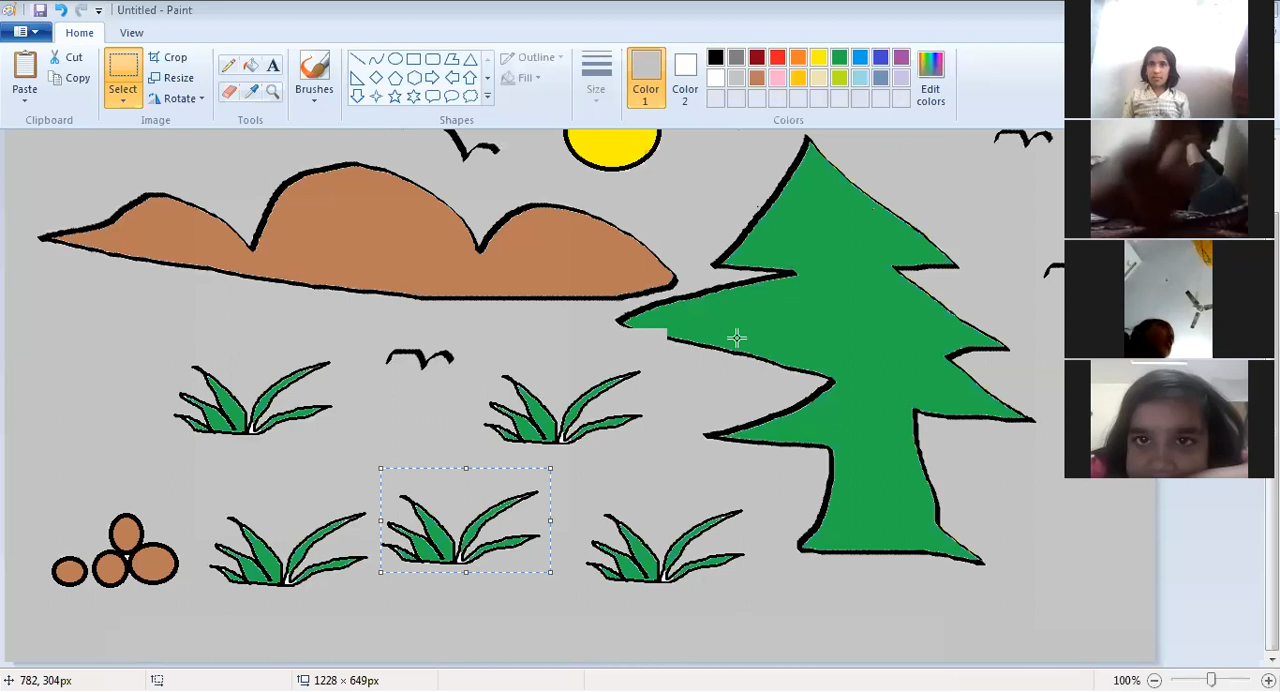 Untitled - Paint
Home View
Paste
Cut
Copy
Clipboard
Select
Crop
Resize
Rotate
Image
A
Tools
Brushes
Shapes
Outline
Fill
Size
Color 1
Color 2
Edit colors
Colors
782, 304px
1228 × 649px
100%